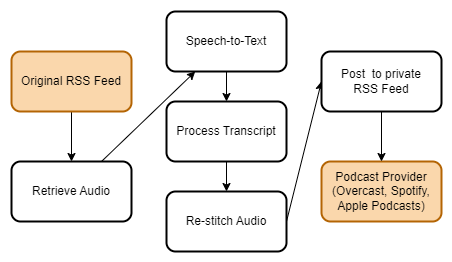 Original RSS Feed
Retrieve Audio
Speech-to-Text
Process Transcript
Re-stitch Audio
Post to private
RSS Feed
Podcast Provider
(Overcast, Spotify,
Apple Podcasts)